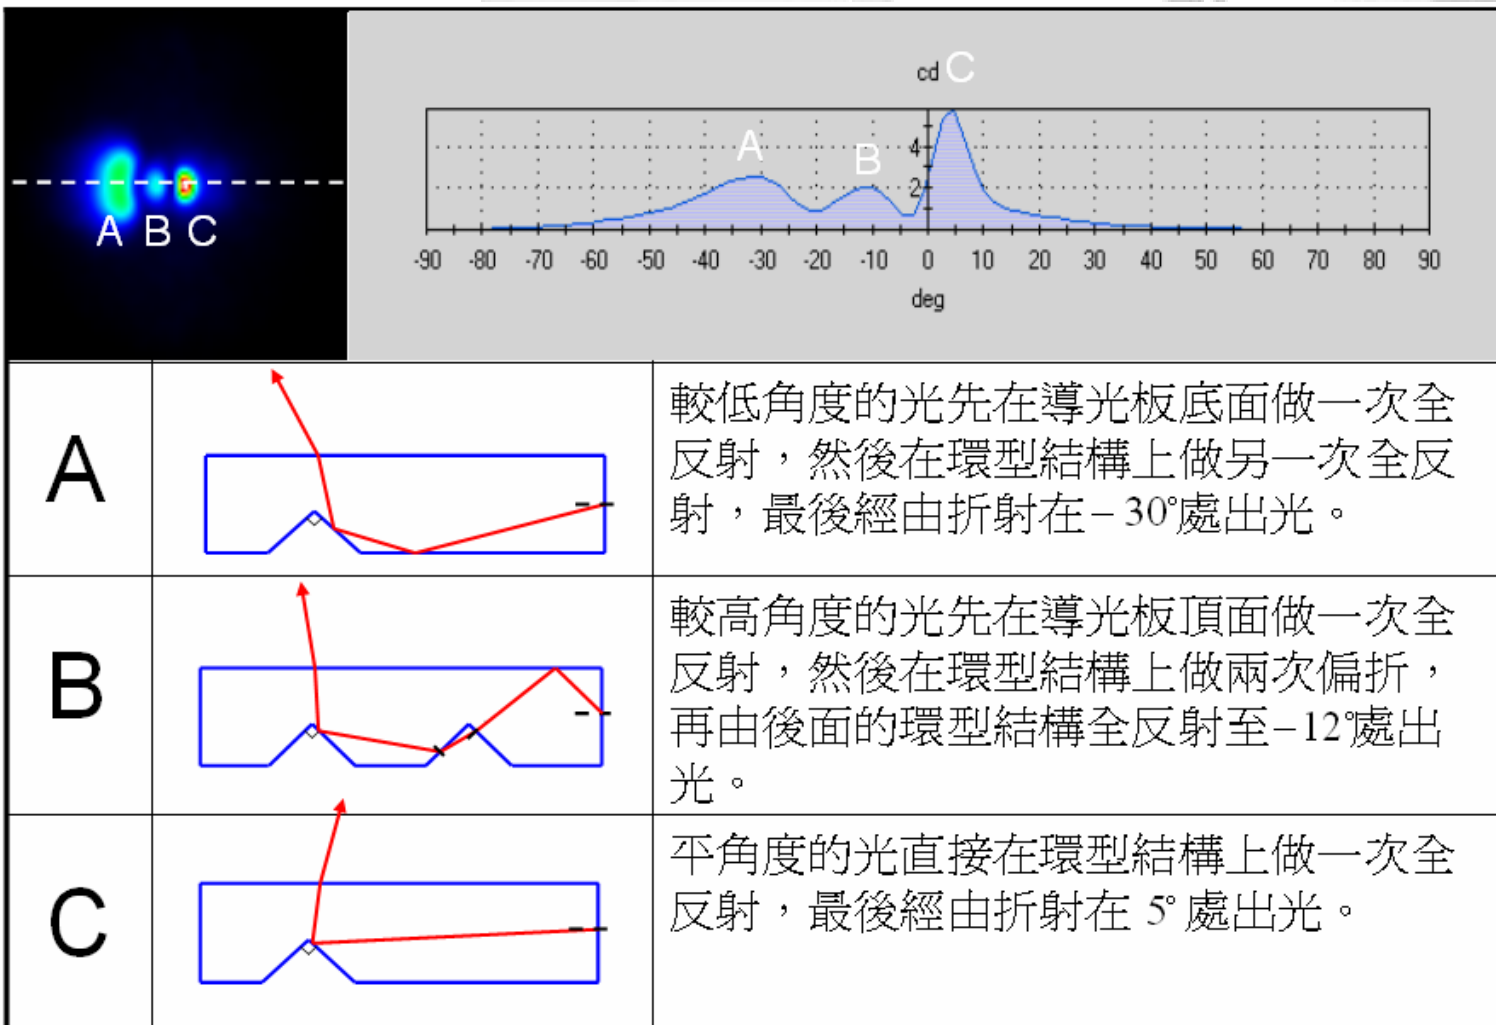 A B C
cd C
A
B
4
2
-90 -80 -70 -60 -50 -40 -30 -20 -10 0 10 20 30 40 50 60 70 80 90
deg
A
較低角度的光先在導光板底面做一次全
反射，然後在環型結構上做另一次全反
射，最後經由折射在−30°處出光。
B
較高角度的光先在導光板頂面做一次全
反射，然後在環型結構上做兩次偏折，
再由後面的環型結構全反射至−12°處出
光。
C
平角度的光直接在環型結構上做一次全
反射，最後經由折射在 5°處出光。